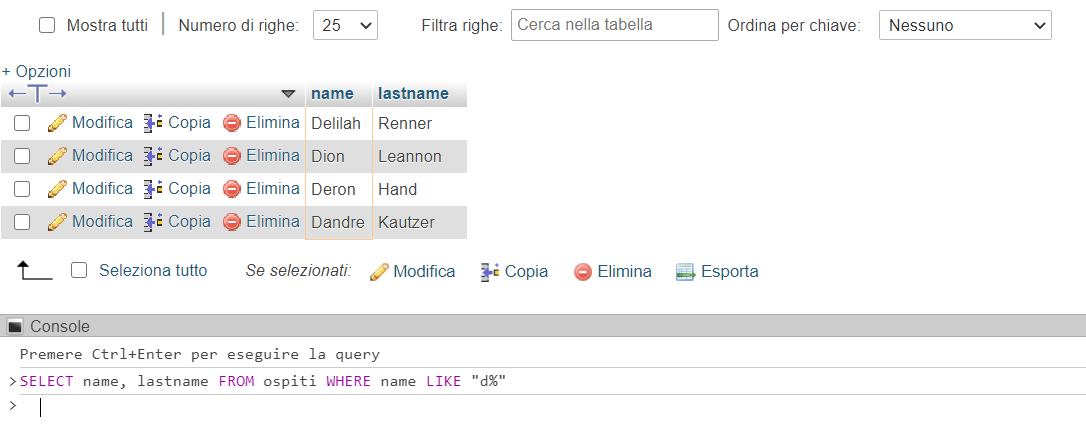 Mostra tutti Numero di righe: 25 Filtra righe: Cerca nella tabella Ordina per chiave: Nessuno
+ Opzioni
name lastname
Modifica Copia Elimina Delilah Renner
Modifica Copia Elimina Dion Leannon
Modifica Copia Elimina Deron Hand
Modifica Copia Elimina Dandre Kautzer
Seleziona tutto Se selezionati: Modifica Copia Elimina Esporta
Console
Premere Ctrl+Enter per eseguire la query
>SELECT name, lastname FROM ospiti WHERE name LIKE "d%"
>